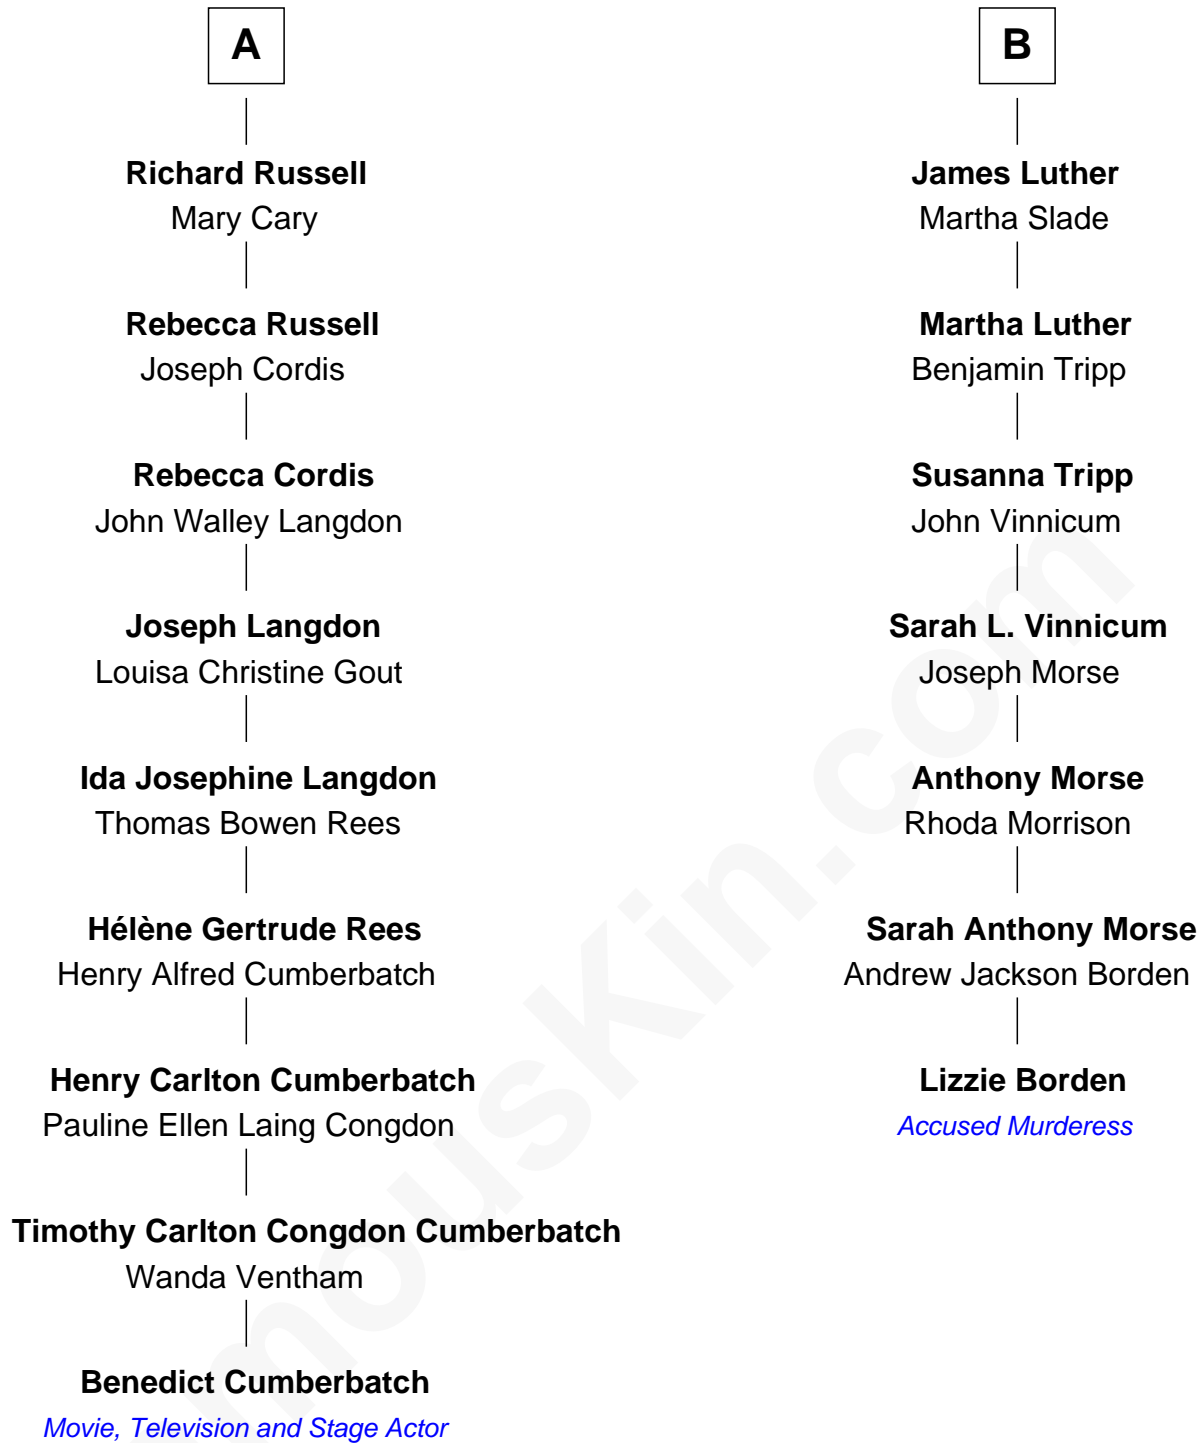 A
Richard Russell
Mary Cary
Rebecca Russell
Joseph Cordis
Rebecca Cordis
John Walley Langdon
Joseph Langdon
Louisa Christine Gout
Ida Josephine Langdon
Thomas Bowen Rees
Hélène Gertrude Rees
Henry Alfred Cumberbatch
Henry Carlton Cumberbatch
Pauline Ellen Laing Congdon
Timothy Carlton Congdon Cumberbatch
Wanda Ventham
Benedict Cumberbatch
Movie, Television and Stage Actor
B
James Luther
Martha Slade
Martha Luther
Benjamin Tripp
Susanna Tripp
John Vinnicum
Sarah L. Vinnicum
Joseph Morse
Anthony Morse
Rhoda Morrison
Sarah Anthony Morse
Andrew Jackson Borden
Lizzie Borden
Accused Murderess
mousKin.com